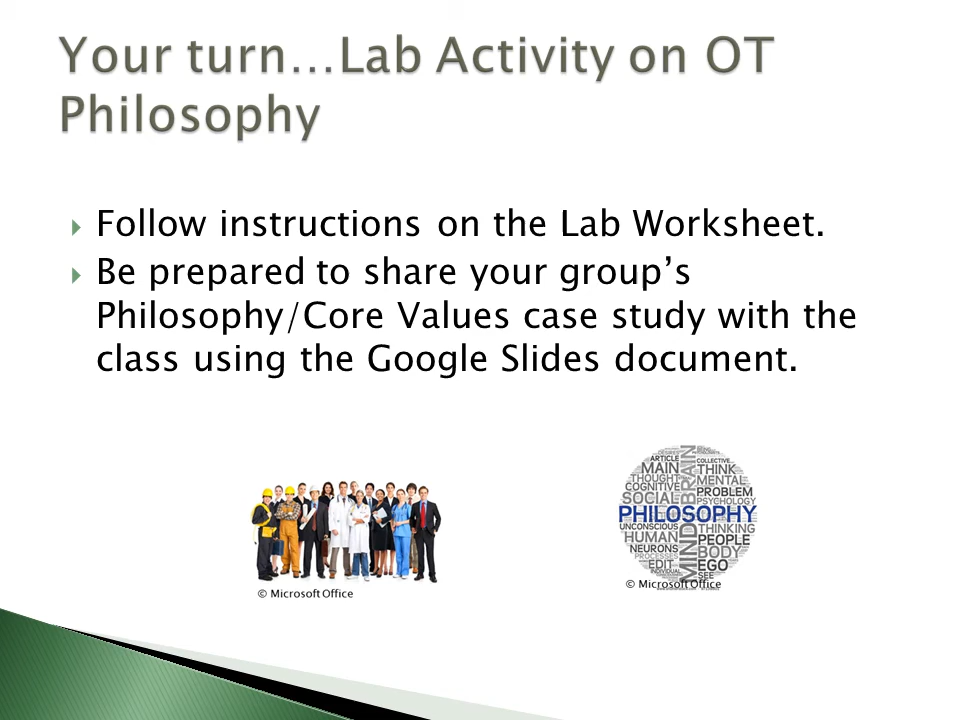 Your turn…Lab Activity on OT
Philosophy
Follow instructions on the Lab Worksheet.
Be prepared to share your group’s
Philosophy/Core Values case study with the
class using the Google Slides document.
© Microsoft Office
ARTICLE
COLLECTIVE
MAIN
BRAIN
THINK
THOUGHT
MENTAL
COGNITIVE
PROBLEM
SOCIAL
PSYCHOLOGY
PHILOSOPHY
UNCONSCIOUS
THINKING
HUMAN
MIND
PEOPLE
NEURONS
BODY
PROCESSES
EDIT
EGO
INDIVIDUAL
SEE
© Microsoft Office